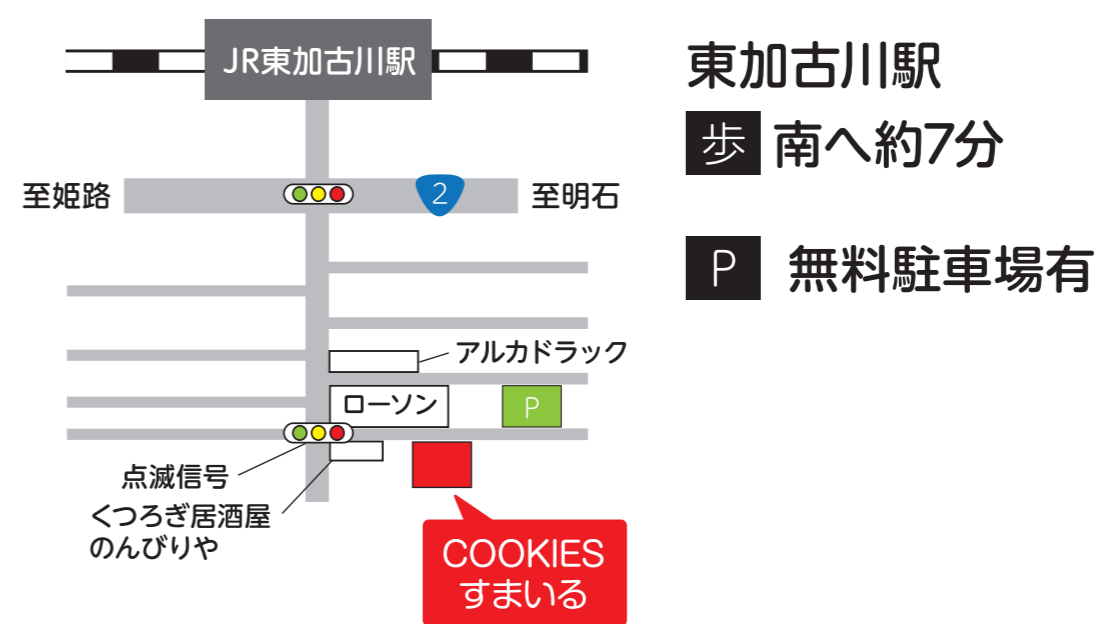 JR東加古川駅
東加古川駅
歩 南へ約7分
至姫路
2
至明石
P 無料駐車場有
アルカドラック
ローソン
P
点滅信号
くつろぎ居酒屋
のんびりや
COOKIES
すまいる